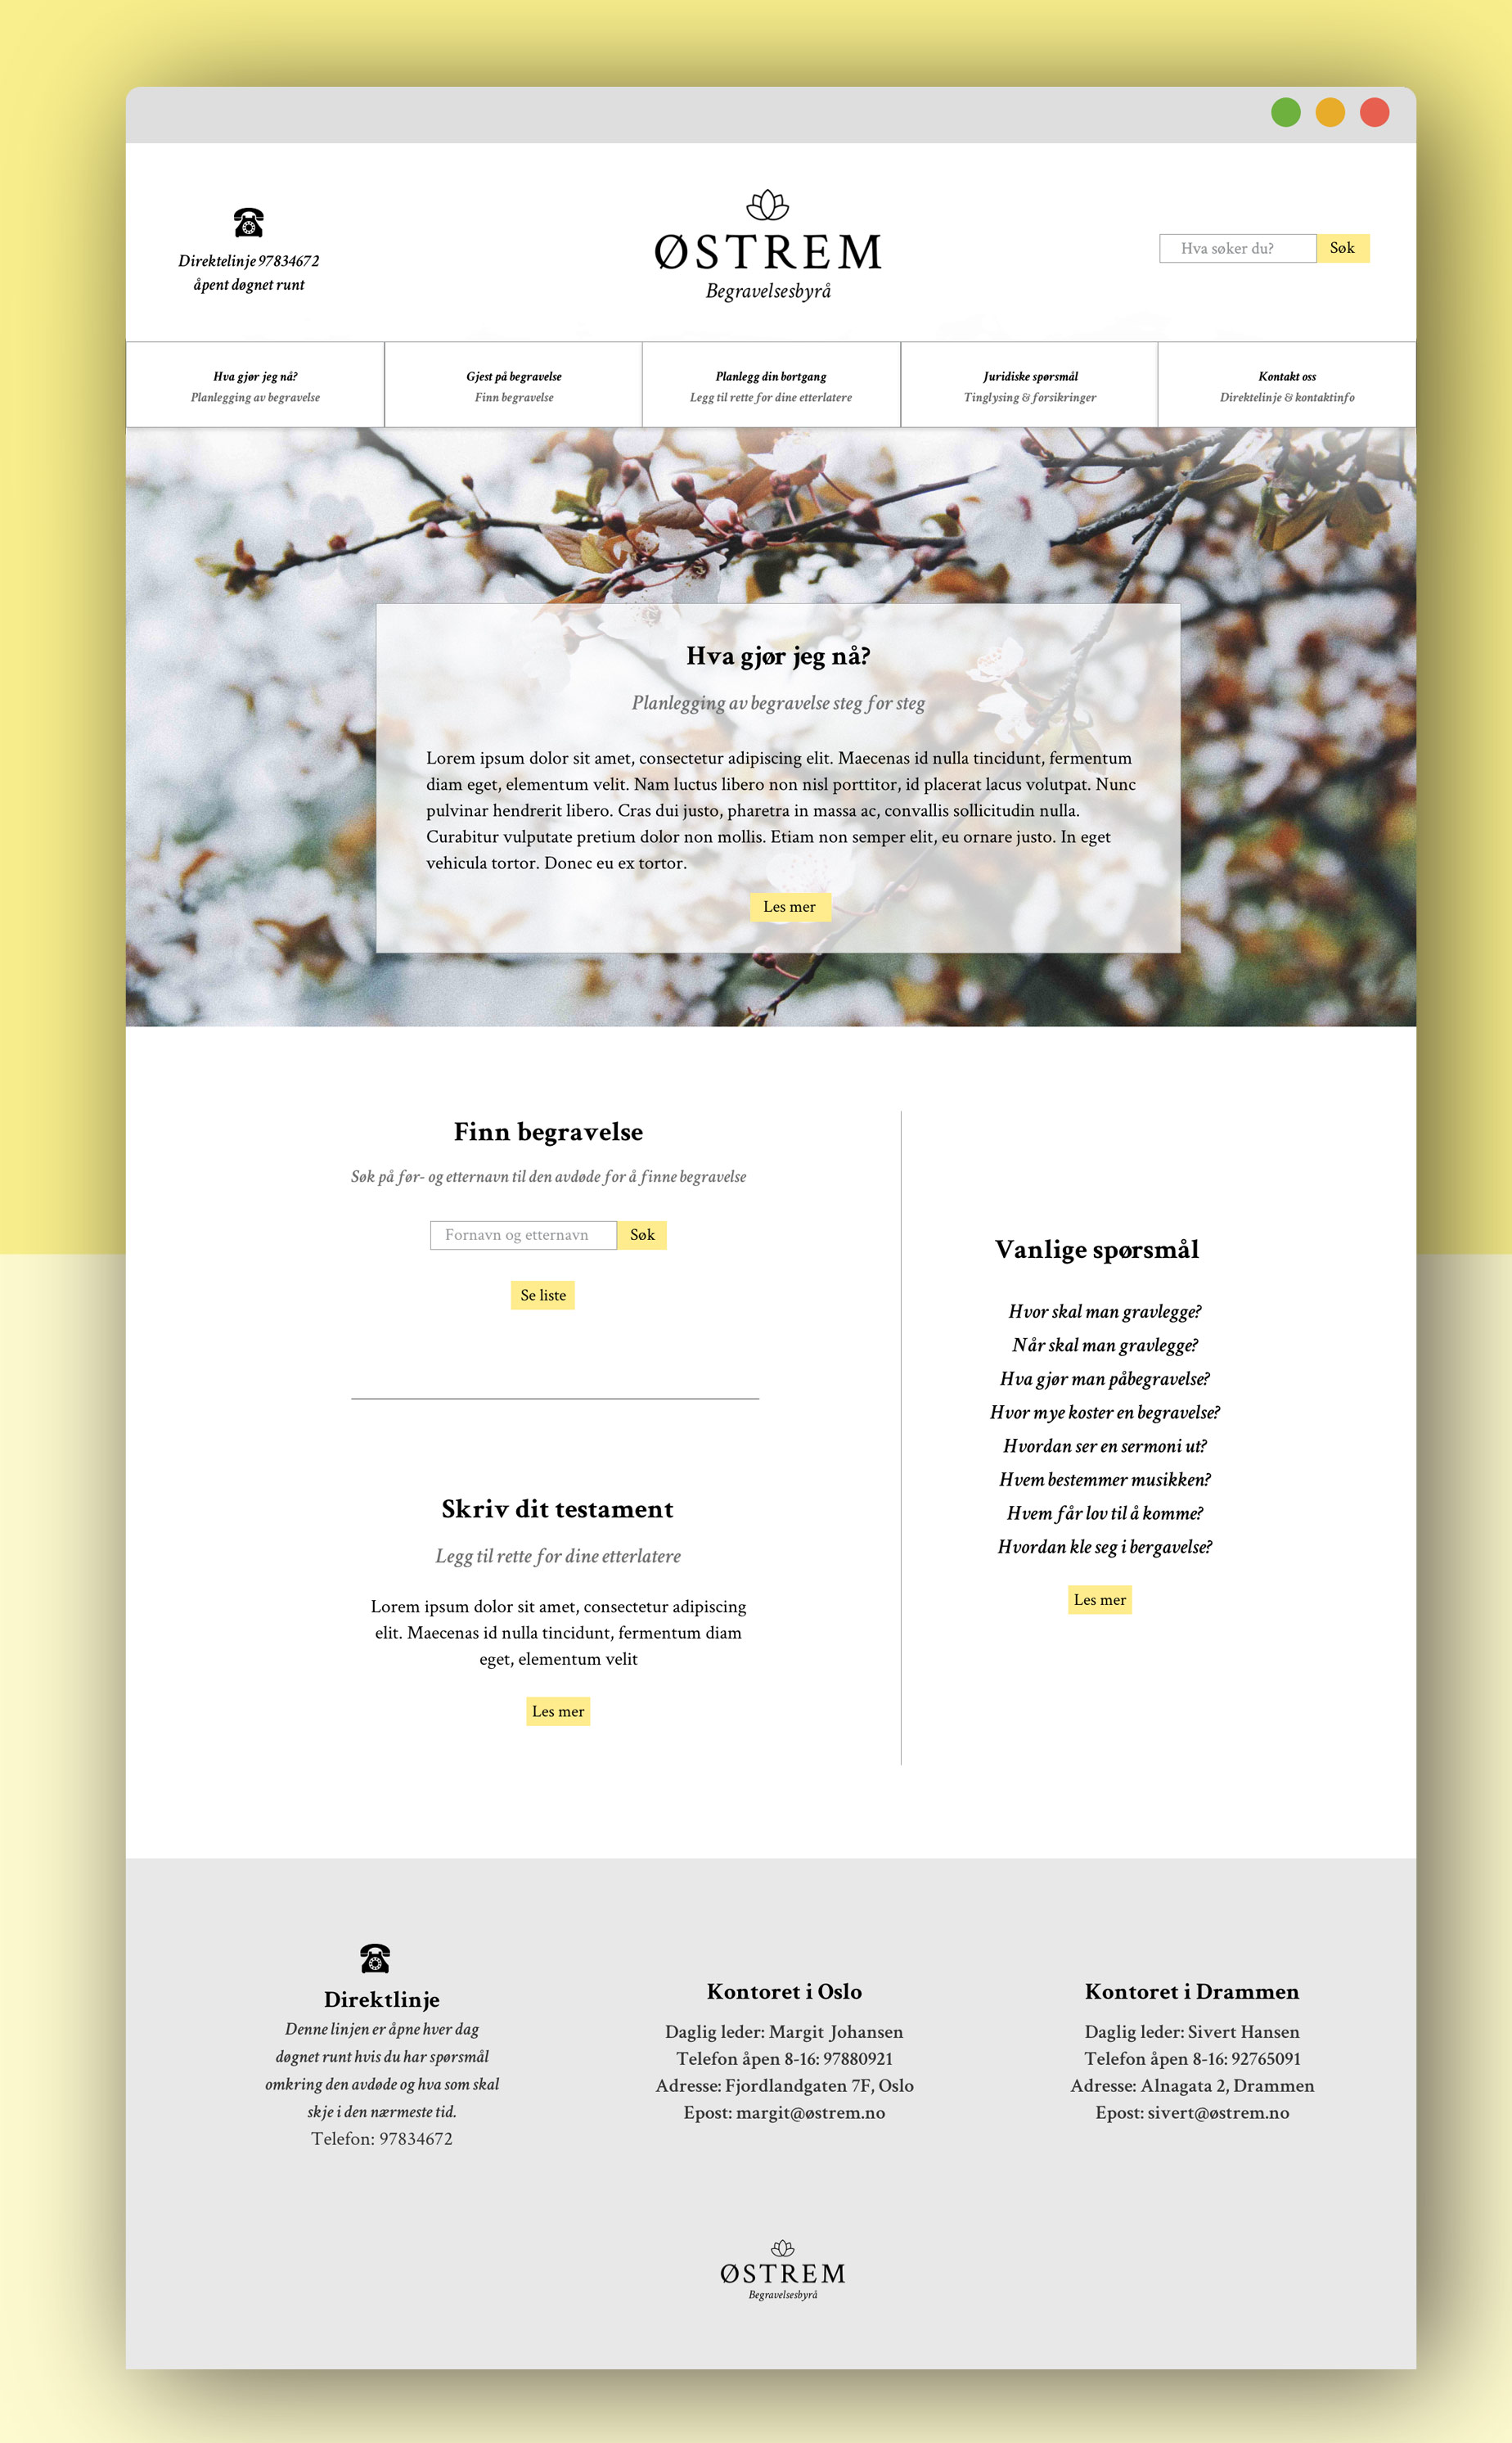 Direktelinje 97834672
åpent døgnet runt
ØSTREM
Begravelsesbyrå
Hva søker du?
Søk
Hva gjør jeg nå?
Planlegging av begravelse
Gjest på begravelse
Finn begravelse
Planlegg din bortgang
Legg til rette for dine etterlatere
Juridiske spørsmål
Tinglysing & forsikringer
Kontakt oss
Direktelinje & kontaktinfo
Hva gjør jeg nå?
Planlegging av begravelse steg for steg
Lorem ipsum dolor sit amet, consectetur adipiscing elit. Maecenas id nulla tincidunt, fermentum
diam eget, elementum velit. Nam luctus libero non nisl porttitor, id placerat lacus volutpat. Nunc
pulvinar hendrerit libero. Cras dui justo, pharetra in massa ac, convallis sollicitudin nulla.
Curabitur vulputate pretium dolor non mollis. Etiam non semper elit, eu ornare justo. In eget
vehicula tortor. Donec eu ex tortor.
Les mer
Finn begravelse
Søk på før- og etternavn til den avdøde for å finne begravelse
Fornavn og etternavn
Søk
Se liste
Skriv dit testament
Legg til rette for dine etterlatere
Lorem ipsum dolor sit amet, consectetur adipiscing
elit. Maecenas id nulla tincidunt, fermentum diam
eget, elementum velit
Les mer
Vanlige spørsmål
Hvor skal man gravlegge?
Når skal man gravlegge?
Hva gjør man påbegravelse?
Hvor mye koster en begravelse?
Hvordan ser en sermoni ut?
Hvem bestemmer musikken?
Hvem får lov til å komme?
Hvordan kle seg i bergavelse?
Les mer
Direktlinje
Denne linjen er åpne hver dag
døgnet runt hvis du har spørsmål
omkring den avdøde og hva som skal
skje i den nærmeste tid.
Telefon: 97834672
Kontoret i Oslo
Daglig leder: Margit Johansen
Telefon åpen 8-16: 97880921
Adresse: Fjordlandgaten 7F, Oslo
Epost: margit@østrem.no
Kontoret i Drammen
Daglig leder: Sivert Hansen
Telefon åpen 8-16: 92765091
Adresse: Alnagata 2, Drammen
Epost: sivert@østrem.no
ØSTREM
Begravelsesbyrå